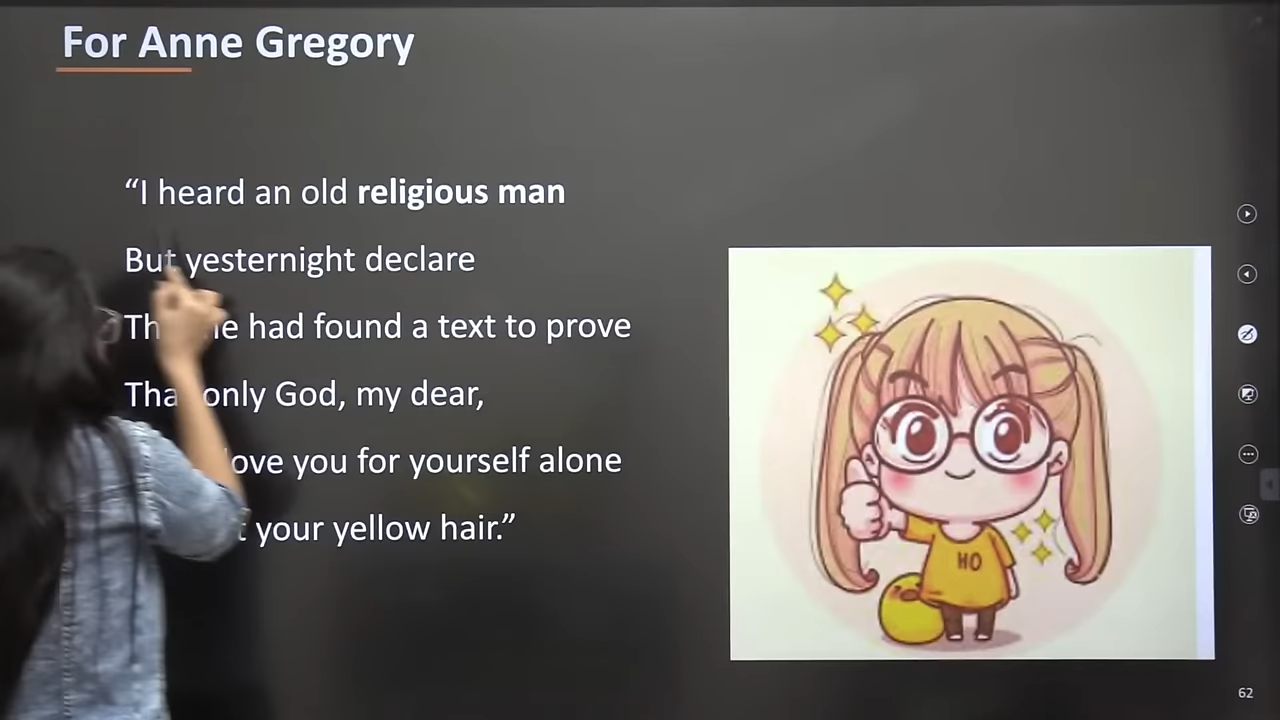 For Anne Gregory
“I heard an old religious man
But yesternight declare
he had found a text to prove
only God, my dear,
love you for yourself alone
your yellow hair.”
HO
62